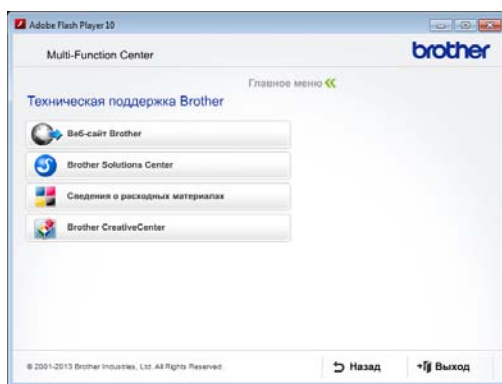 Adobe Flash Player 10
Multi-Function Center
brother
Главное меню
Техническая поддержка Brother
Веб-сайт Brother
Brother Solutions Center
Сведения о расходных материалах
Brother CreativeCenter
© 2001-2013 Brother Industries, Ltd. All Rights Reserved.
Назад
Выход